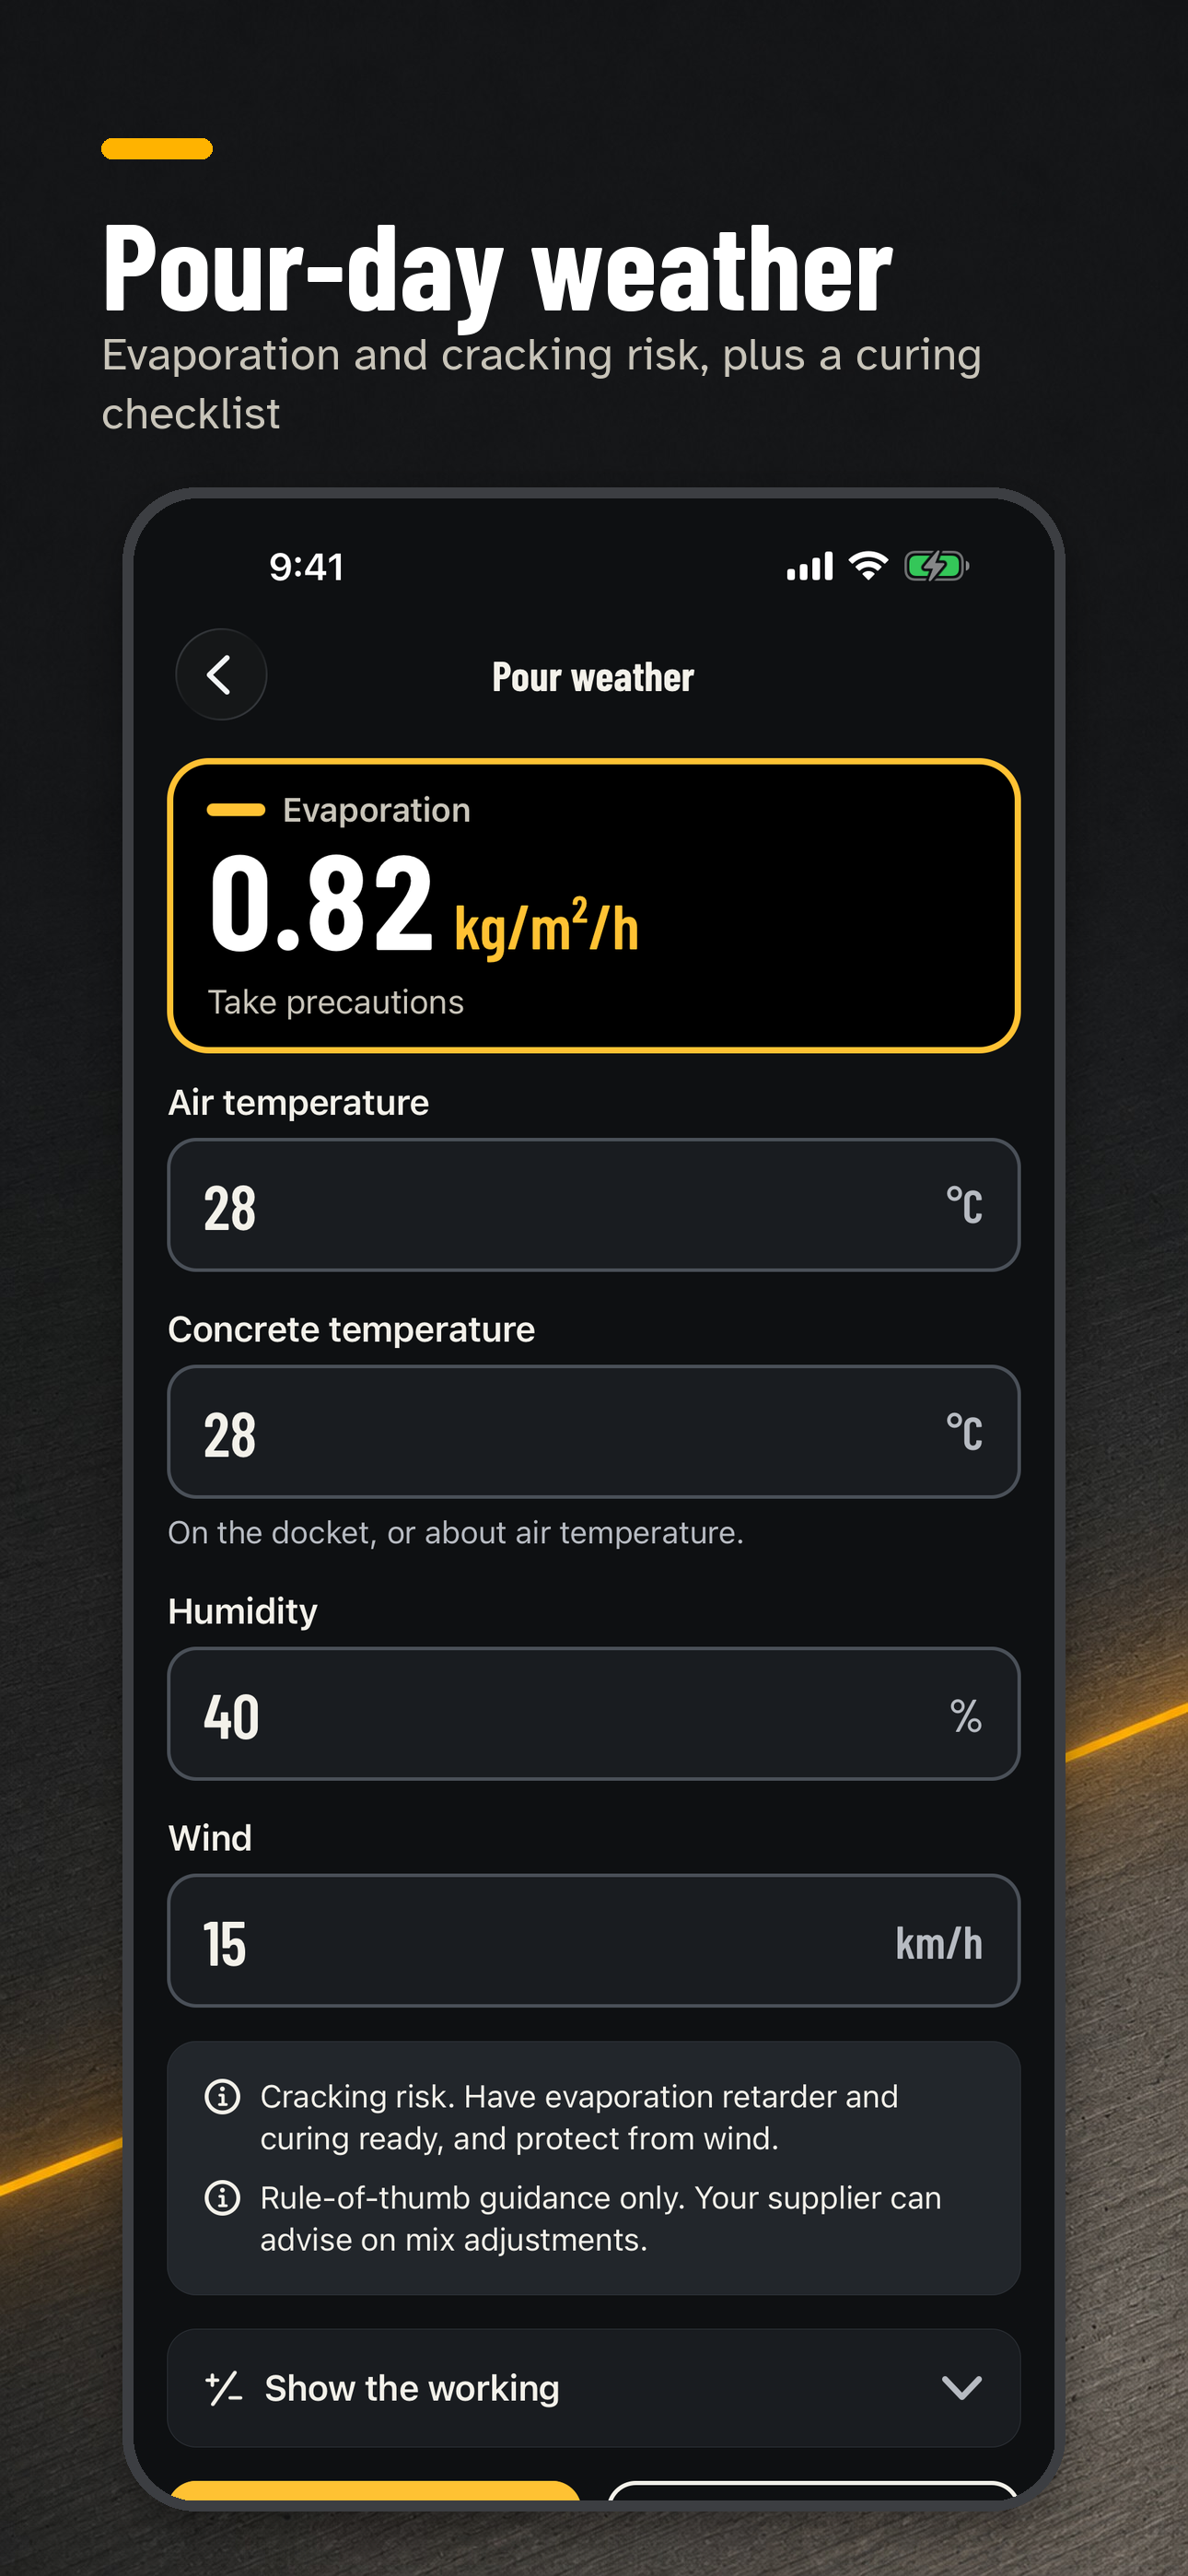 Pour-day weather
Evaporation and cracking risk, plus a curing
checklist
9:41
Pour weather
Evaporation
0.82 kg/m²/h
Take precautions
Air temperature
28 °C
Concrete temperature
28 °C
On the docket, or about air temperature.
Humidity
40 %
Wind
15 km/h
Cracking risk. Have evaporation retarder and
curing ready, and protect from wind.
Rule-of-thumb guidance only. Your supplier can
advise on mix adjustments.
Show the working